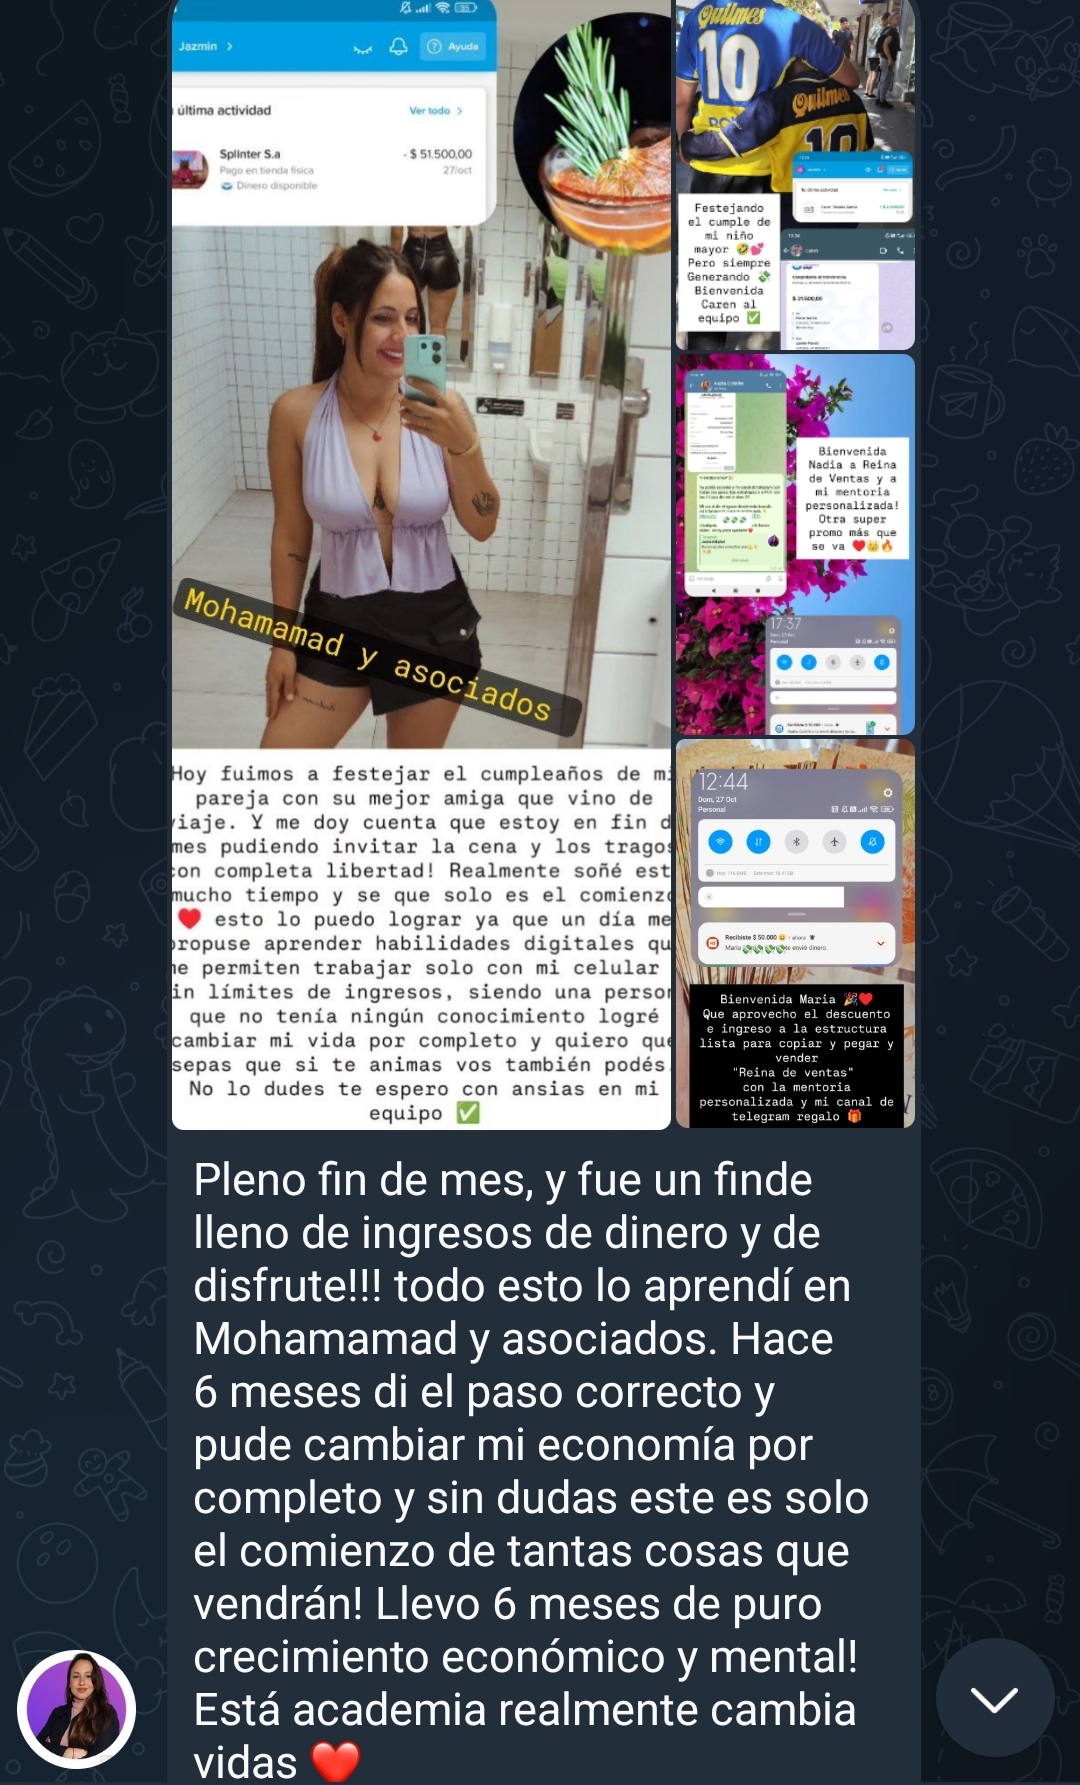 Jazmin >
Ayuda
última actividad
Ver todo >
Splinter S.a
- $ 51.500,00
Pago en tienda física
27/oct
Dinero disponible
Mohamamad y asociados
Hoy fuimos a festejar el cumpleaños de mi
pareja con su mejor amiga que vino de
viaje. Y me doy cuenta que estoy en fin d
mes pudiendo invitar la cena y los tragos
con completa libertad! Realmente soñé est
mucho tiempo y se que solo es el comienzo
❤️ esto lo puedo lograr ya que un día me
propuse aprender habilidades digitales qu
me permiten trabajar solo con mi celular
in límites de ingresos, siendo una person
que no tenía ningún conocimiento logré
cambiar mi vida por completo y quiero que
sepas que si te animas vos también podés.
No lo dudes te espero con ansias en mi
equipo ✅
Quilmes
10
Quilmes
10
Festejando
el cumple de
mi niño
mayor 🤣💕
Pero siempre
Generando 💸
Bienvenida
Caren al
equipo ✅
$ 21.500,00
Bienvenida
Nadia a Reina
de Ventas y a
mi mentoria
personalizada!
Otra super
promo más que
se va ❤️👑🔥
17:37
12:44
Dom, 27 Oct
Personal
Recibiste $ 50.000 😀 - ahora
Maria
te envió dinero.
Bienvenida Maria 🎉❤️
Que aprovecho el descuento
e ingreso a la estructura
lista para copiar y pegar y
vender
"Reina de ventas"
con la mentoria
personalizada y mi canal de
telegram regalo 🎁
Pleno fin de mes, y fue un finde
lleno de ingresos de dinero y de
disfrute!!! todo esto lo aprendí en
Mohamamad y asociados. Hace
6 meses di el paso correcto y
pude cambiar mi economía por
completo y sin dudas este es solo
el comienzo de tantas cosas que
vendrán! Llevo 6 meses de puro
crecimiento económico y mental!
Está academia realmente cambia
vidas ❤️